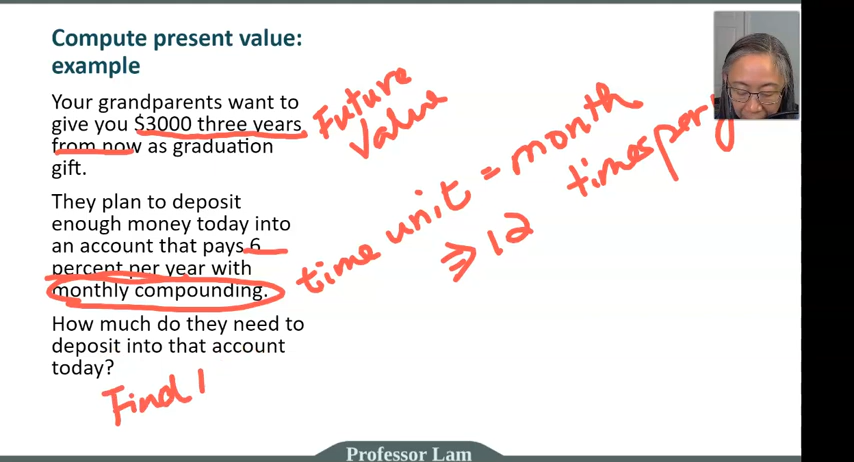 Compute present value:
example
Your grandparents want to
give you $3000 three years
from now as graduation
gift.
They plan to deposit
enough money today into
an account that pays 6
percent per year with
monthly compounding.
How much do they need to
deposit into that account
today?
Future
Value
time unit = month
⇒ 12 times per y
Find
Professor Lam